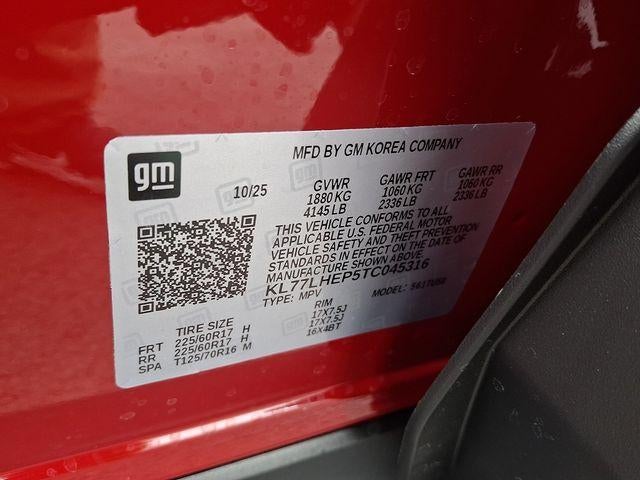 gm
MFD BY GM KOREA COMPANY
10/25
GVWR GAWR FRT GAWR RR
1880 KG 1060 KG 1060 KG
4145 LB 2336 LB 2336 LB
THIS VEHICLE CONFORMS TO ALL
APPLICABLE U.S. FEDERAL MOTOR
VEHICLE SAFETY AND THEFT PREVENTION
STANDARDS IN EFFECT ON THE DATE OF
MANUFACTURE SHOWN ABOVE.
KL77LHEP5TC045316
TYPE: MPV MODEL:
TIRE SIZE RIM
FRT 225/60R17 H 17X7.5J
RR 225/60R17 H 17X7.5J
SPA T125/70R16 M 16X4BT